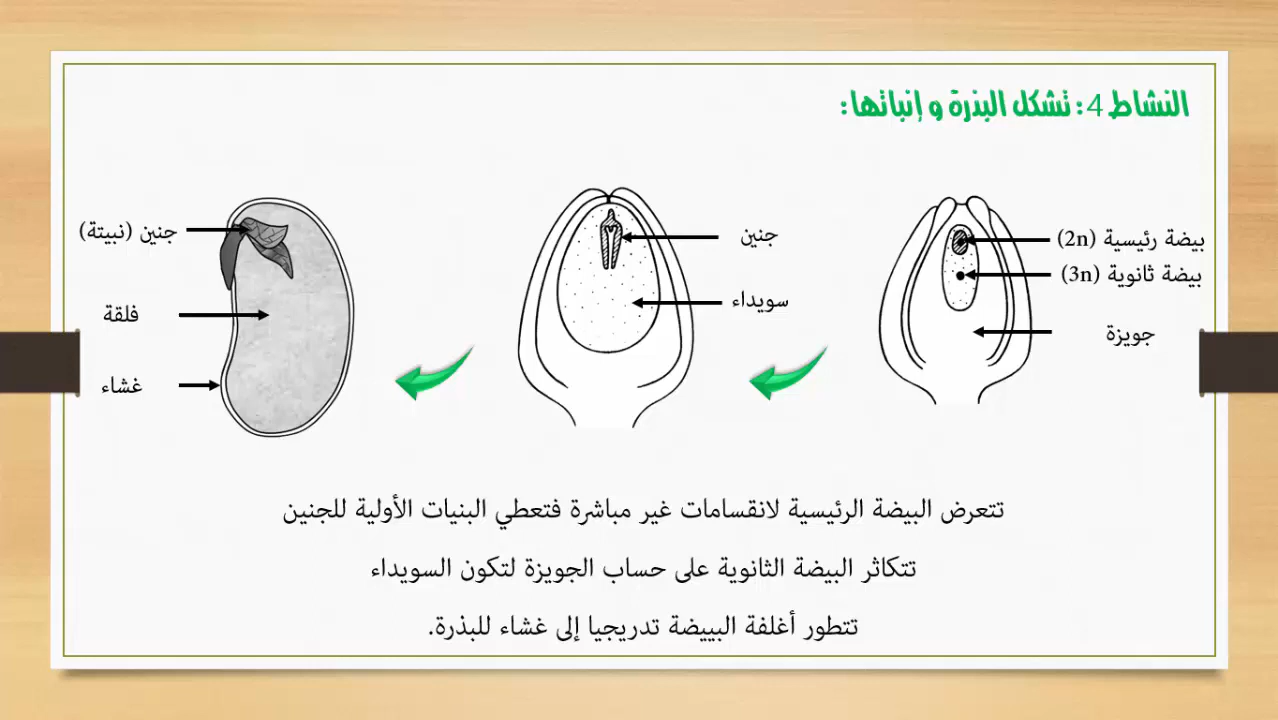 النشاط 4: تشكل البذرة و إنباتها:
بيضة رئيسية (2n)
بيضة ثانوية (3n)
جويزة
جنين
سويداء
جنين (نبيتة)
فلقة
غشاء
تتعرض البيضة الرئيسية لانقسامات غير مباشرة فتعطي البنيات الأولية للجنين
تتكاثر البيضة الثانوية على حساب الجويزة لتكون السويداء
تتطور أغلفة البييضة تدريجيا إلى غشاء للبذرة.